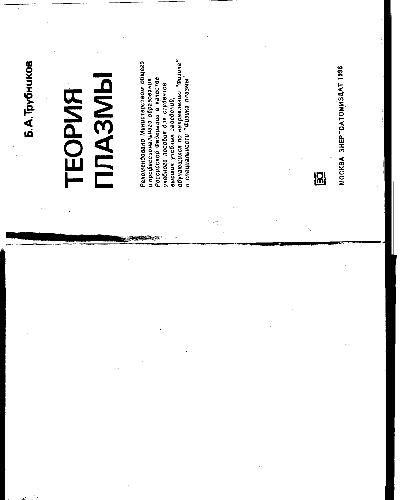 Б.А.Трубников
ТЕОРИЯ
ПЛАЗМЫ
Рекомендовано Министерством общего
и профессионального образования
Российской Федерации в качестве
учебного пособия для студентов
высших учебных заведений,
обучающихся по направлению "Физика"
и специальности "Физика плазмы"
МОСКВА ЭНЕРГОАТОМИЗДАТ